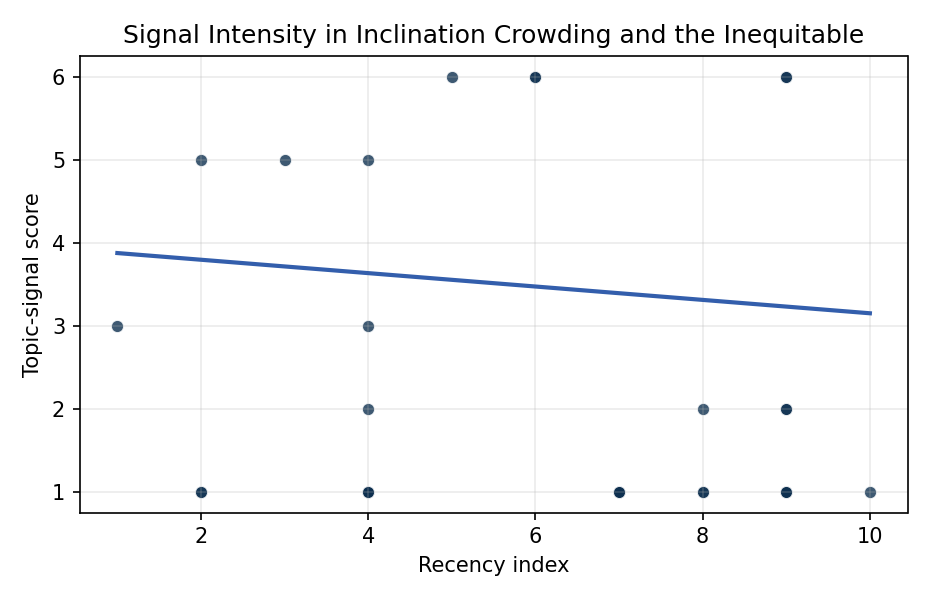 Signal Intensity in Inclination Crowding and the Inequitable
6
5
4
3
2
1
Topic-signal score
2 4 6 8 10
Recency index